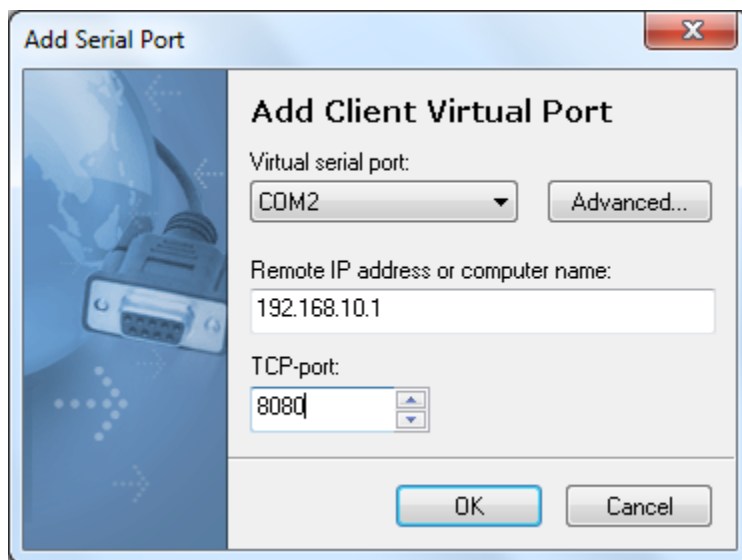 Add Serial Port
Add Client Virtual Port
Virtual serial port:
COM2
Advanced...
Remote IP address or computer name:
192.168.10.1
TCP-port:
8080
OK
Cancel